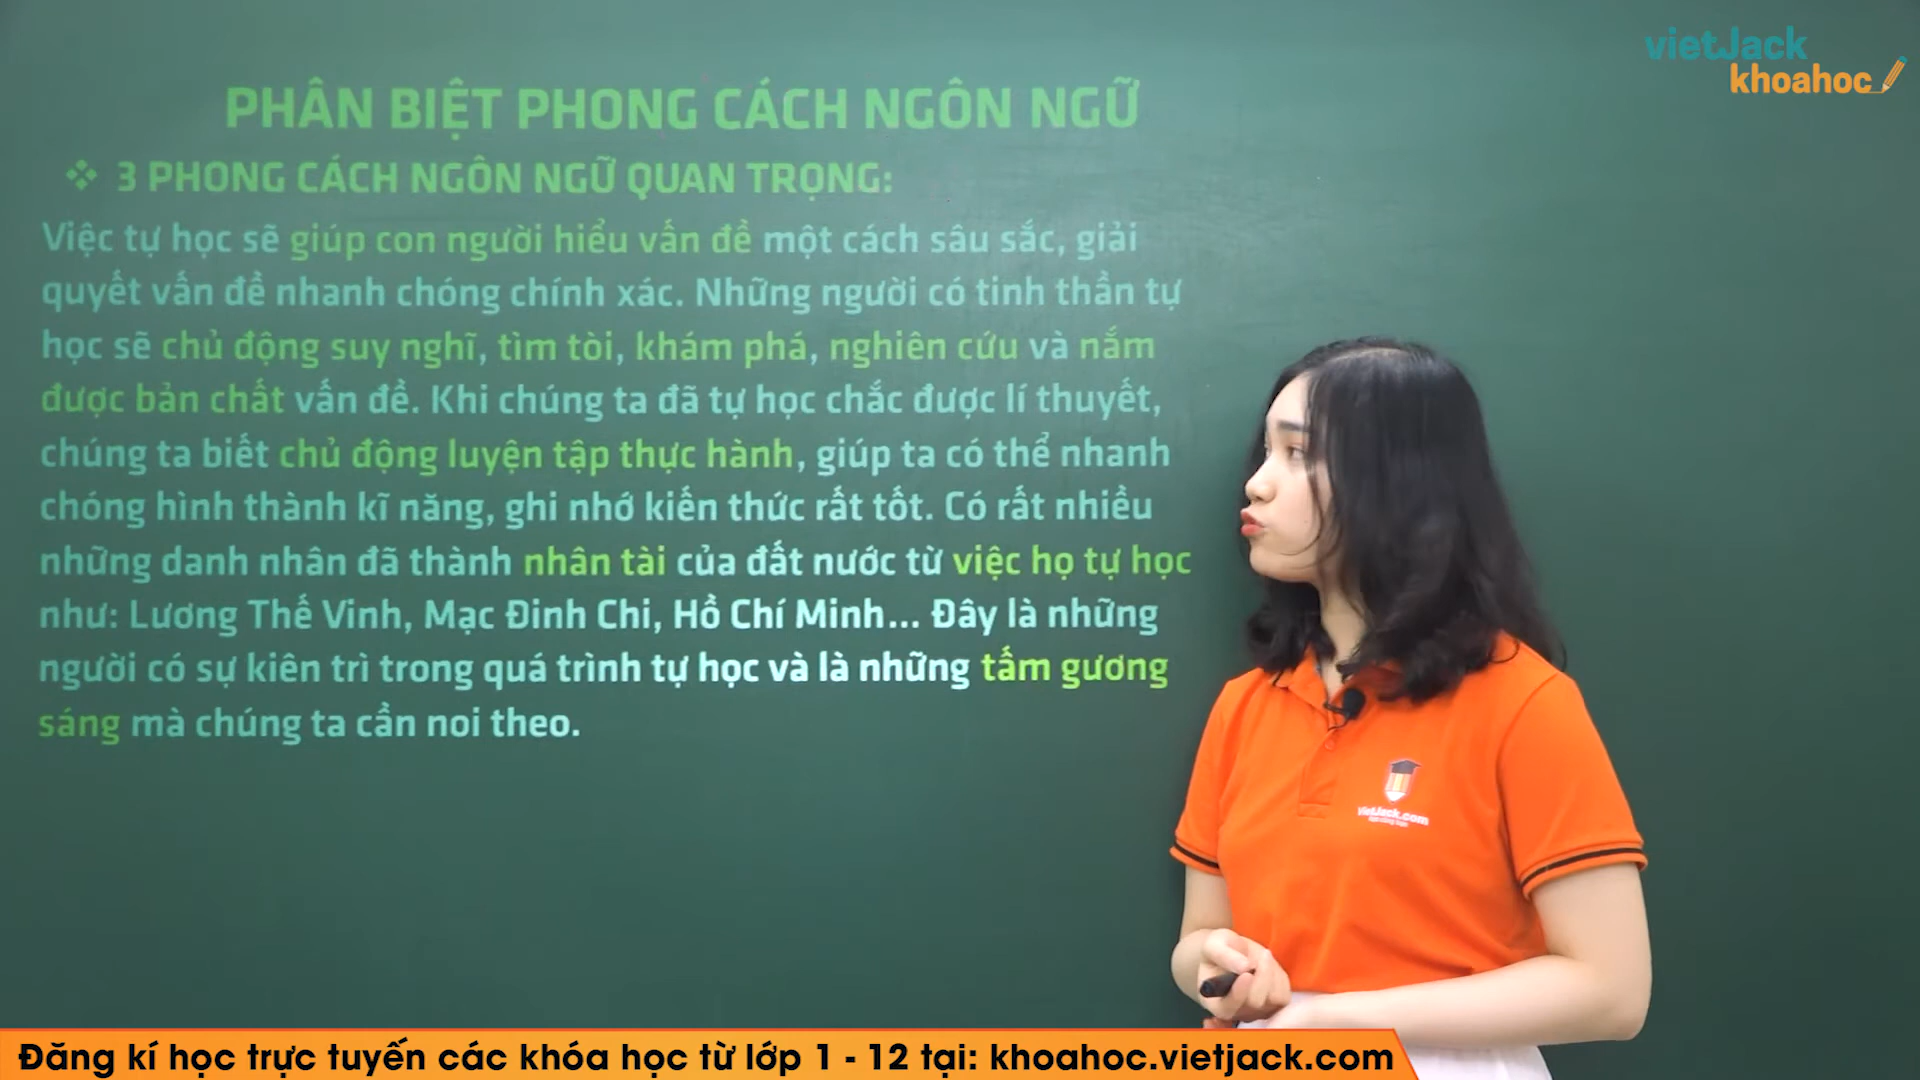 vietJack
khoahoc
PHÂN BIỆT PHONG CÁCH NGÔN NGỮ
❖ 3 PHONG CÁCH NGÔN NGỮ QUAN TRỌNG:
Việc tự học sẽ giúp con người hiểu vấn đề một cách sâu sắc, giải
quyết vấn đề nhanh chóng chính xác. Những người có tinh thần tự
học sẽ chủ động suy nghĩ, tìm tòi, khám phá, nghiên cứu và nắm
được bản chất vấn đề. Khi chúng ta đã tự học chắc được lí thuyết,
chúng ta biết chủ động luyện tập thực hành, giúp ta có thể nhanh
chóng hình thành kĩ năng, ghi nhớ kiến thức rất tốt. Có rất nhiều
những danh nhân đã thành nhân tài của đất nước từ việc họ tự học
như: Lương Thế Vinh, Mạc Đinh Chi, Hồ Chí Minh... Đây là những
người có sự kiên trì trong quá trình tự học và là những tấm gương
sáng mà chúng ta cần noi theo.
VietJack.com
Đăng kí học trực tuyến các khóa học từ lớp 1 - 12 tại: khoahoc.vietjack.com